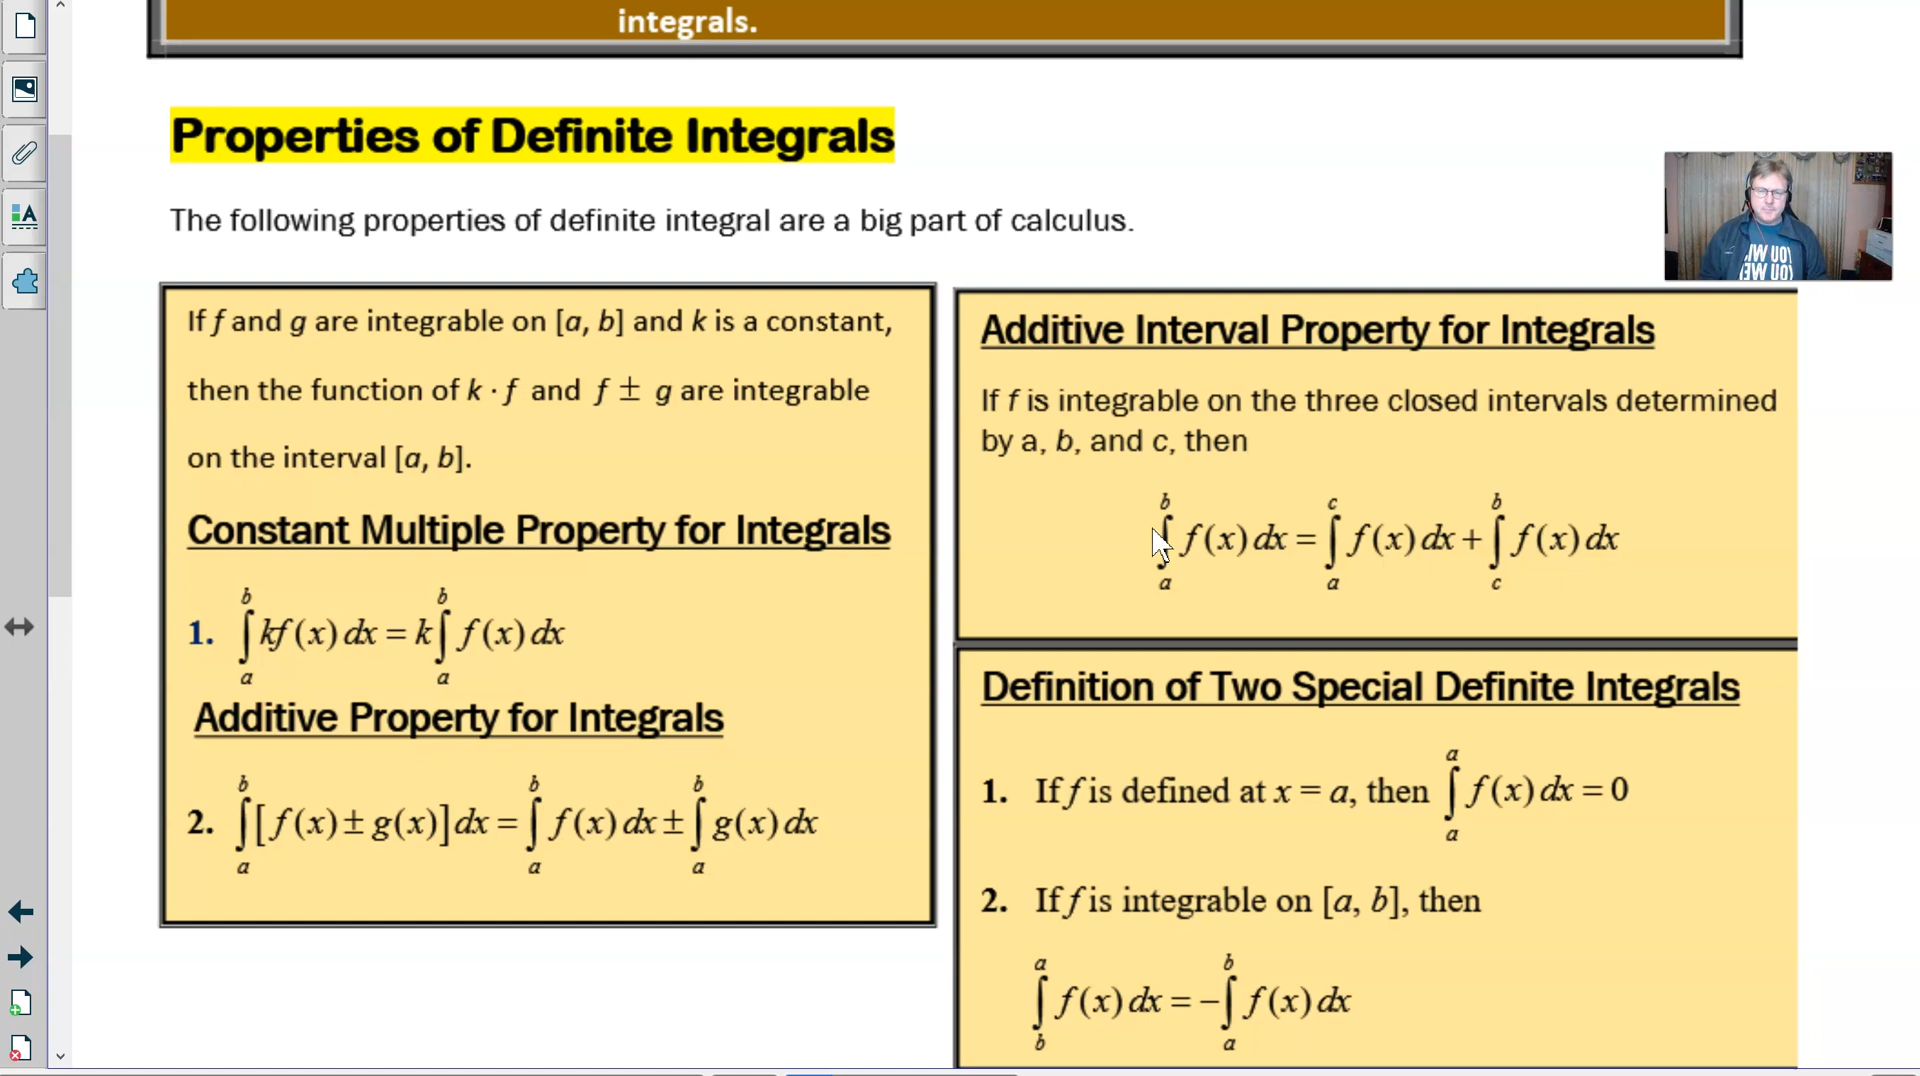 integrals.
Properties of Definite Integrals
The following properties of definite integral are a big part of calculus.
If f and g are integrable on [a, b] and k is a constant,
then the function of k · f and f ± g are integrable
on the interval [a, b].
Constant Multiple Property for Integrals
1. ∫_a^b kf(x) dx = k∫_a^b f(x) dx
Additive Property for Integrals
2. ∫_a^b [f(x) ± g(x)] dx = ∫_a^b f(x) dx ± ∫_a^b g(x) dx
Additive Interval Property for Integrals
If f is integrable on the three closed intervals determined
by a, b, and c, then
∫_a^b f(x) dx = ∫_a^c f(x) dx + ∫_c^b f(x) dx
Definition of Two Special Definite Integrals
1. If f is defined at x = a, then ∫_a^a f(x) dx = 0
2. If f is integrable on [a, b], then
∫_b^a f(x) dx = −∫_a^b f(x) dx